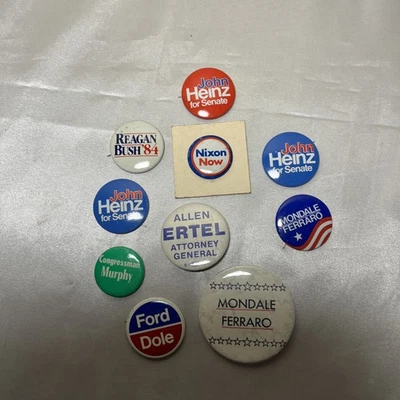 John
Heinz
for Senate
REAGAN
BUSH '84
Nixon
Now
John
Heinz
for Senate
John
Heinz
for Senate
ALLEN
ERTEL
ATTORNEY
GENERAL
MONDALE
FERRARO
Congressman
Murphy
Ford
Dole
MONDALE
FERRARO